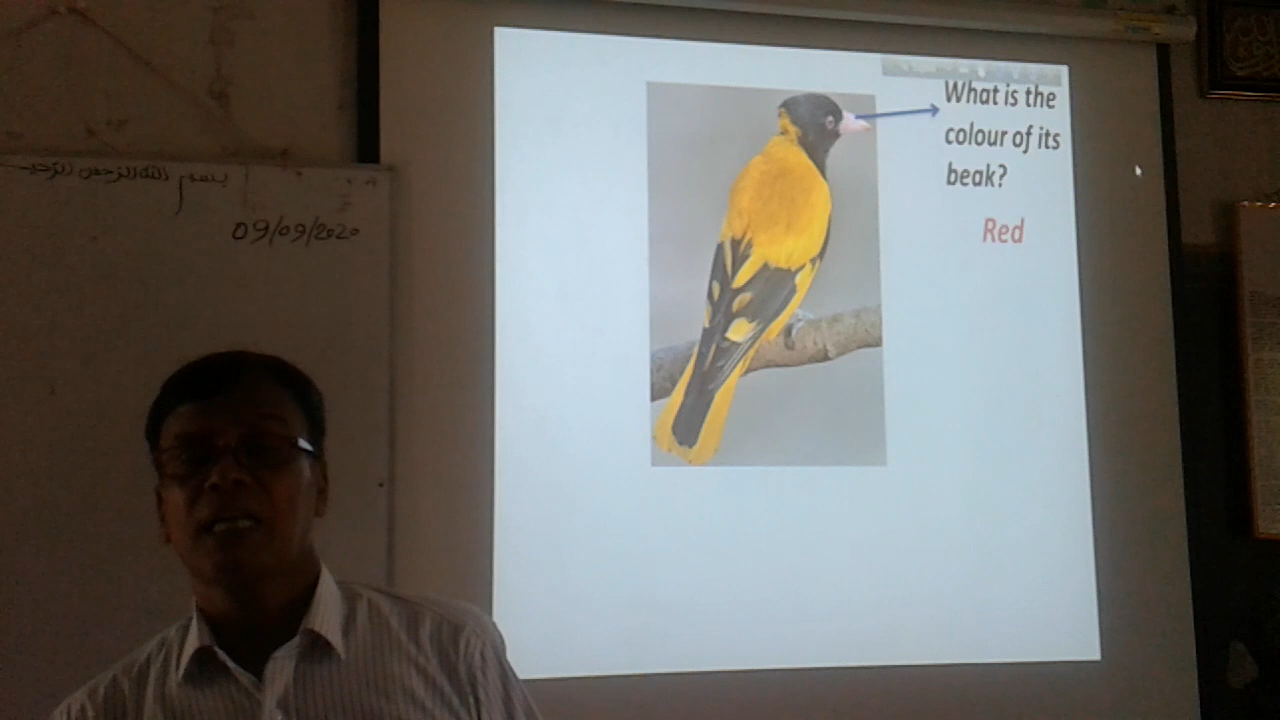 بسم الله الرحمن الرحيم
09/09/2020
What is the
colour of its
beak?
Red